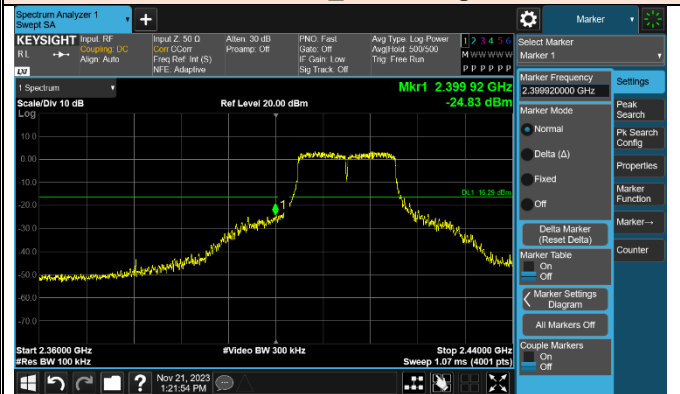 Spectrum Analyzer 1
Swept SA
Marker
KEYSIGHT
RL
LXI
Input: RF
Coupling: DC
Align: Auto
Input Z: 50 Ω
Corr CCorr
Freq Ref: Int (S)
NFE: Adaptive
Atten: 30 dB
Preamp: Off
PNO: Fast
Gate: Off
IF Gain: Low
Sig Track: Off
Avg Type: Log-Power
Avg|Hold: 500/500
Trig: Free Run
1 2 3 4 5 6
M W W W W W
P P P P P P
Select Marker
Marker 1
1 Spectrum
Scale/Div 10 dB
Log
Ref Level 20.00 dBm
Mkr1 2.399 92 GHz
-24.83 dBm
10.0
0.00
-10.0
-20.0
-30.0
-40.0
-50.0
-60.0
-70.0
1
DL1 -16.29 dBm
Start 2.36000 GHz
#Res BW 100 kHz
#Video BW 300 kHz
Stop 2.44000 GHz
Sweep 1.07 ms (4001 pts)
Marker Frequency
2.399920000 GHz
Marker Mode
Normal
Delta (Δ)
Fixed
Off
Delta Marker
(Reset Delta)
Marker Table
On
Off
Marker Settings
Diagram
All Markers Off
Couple Markers
On
Off
Settings
Peak
Search
Pk Search
Config
Properties
Marker
Function
Marker→
Counter
Nov 21, 2023
1:21:54 PM